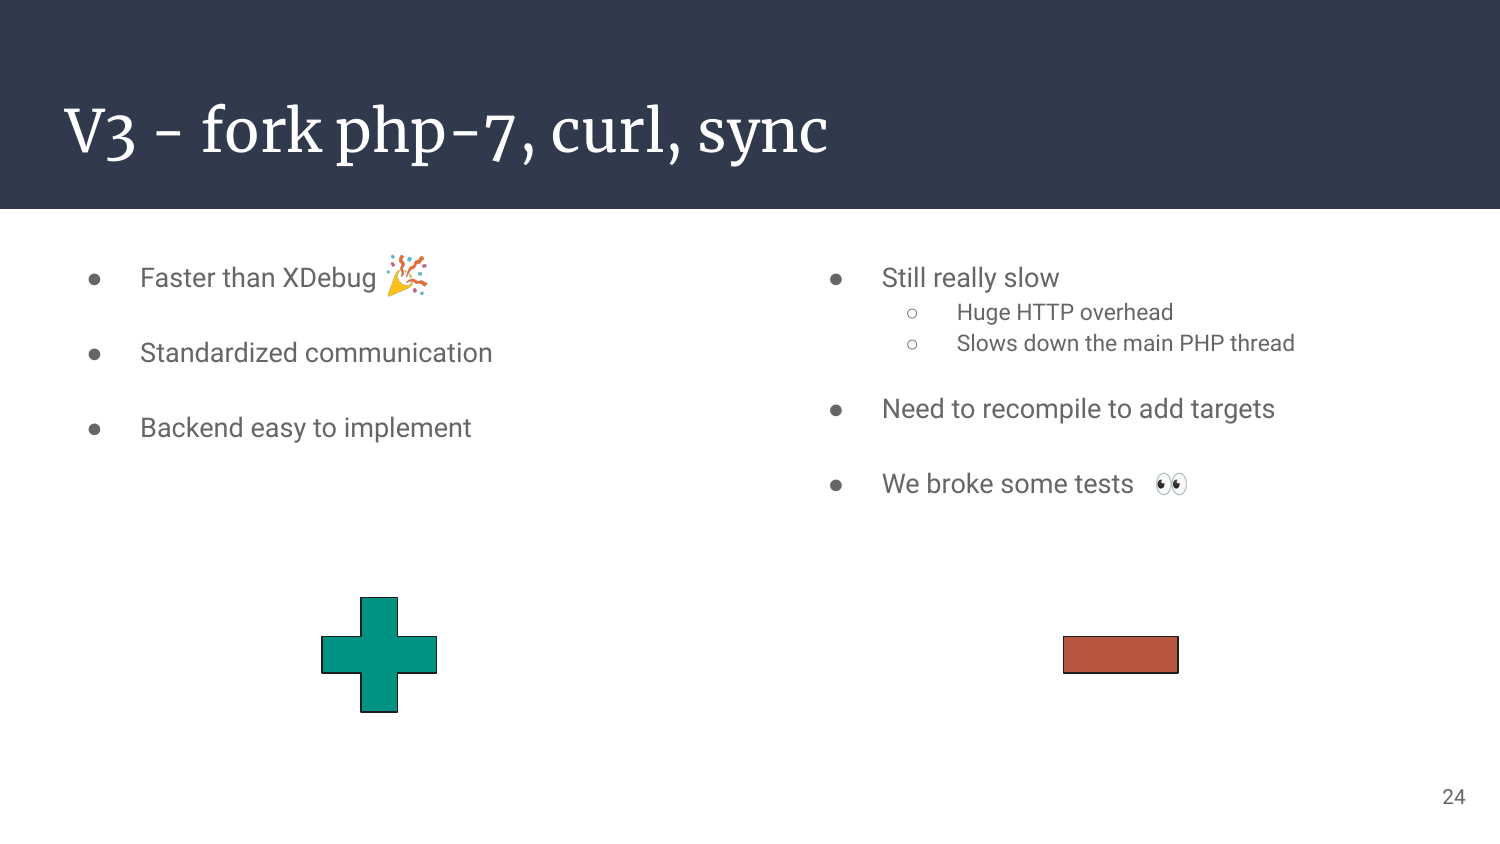 V3 - fork php-7, curl, sync
● Faster than XDebug 🎉
● Standardized communication
● Backend easy to implement
● Still really slow
○ Huge HTTP overhead
○ Slows down the main PHP thread
● Need to recompile to add targets
● We broke some tests 👀
24